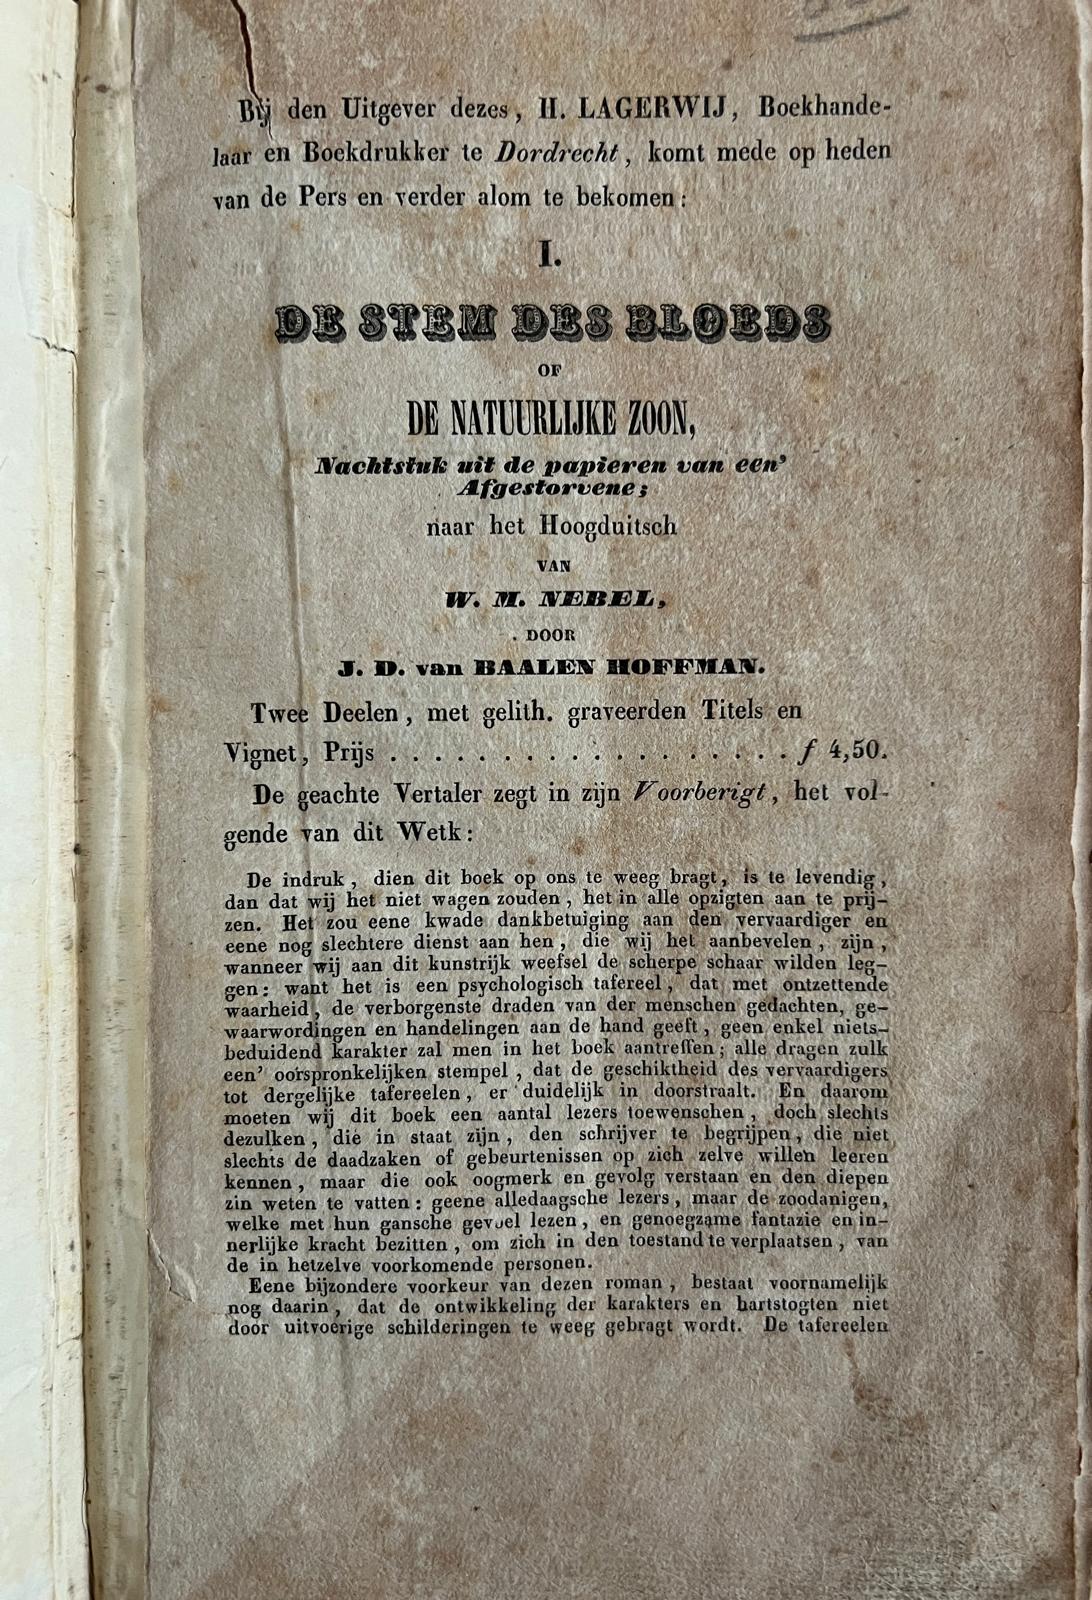 Bij den Uitgever dezes, H. LAGERWIJ, Boekhande-
laar en Boekdrukker te Dordrecht, komt mede op heden
van de Pers en verder alom te bekomen:
I.
DE STEM DES BLOEDS
OF
DE NATUURLIJKE ZOON,
Nachtstuk uit de papieren van een'
Afgestorvene;
naar het Hoogduitsch
VAN
W. M. NEBEL,
DOOR
J. D. van BAALEN HOFFMAN.
Twee Deelen, met gelith. graveerden Titels en
Vignet, Prijs . . . . . . . . . . . . . . . . . . f 4,50.
De geachte Vertaler zegt in zijn Voorberigt, het vol-
gende van dit Wetk:
De indruk, dien dit boek op ons te weeg bragt, is te levendig,
dan dat wij het niet wagen zouden, het in alle opzigten aan te prij-
zen. Het zou eene kwade dankbetuiging aan den vervaardiger en
eene nog slechtere dienst aan hen, die wij het aanbevelen, zijn,
wanneer wij aan dit kunstrijk weefsel de scherpe schaar wilden leg-
gen: want het is een psychologisch tafereel, dat met ontzettende
waarheid, de verborgenste draden van der menschen gedachten, ge-
waarwordingen en handelingen aan de hand geeft, geen enkel niets-
beduidend karakter zal men in het boek aantreffen; alle dragen zulk
een' oorspronkelijken stempel, dat de geschiktheid des vervaardigers
tot dergelijke tafereelen, er duidelijk in doorstraalt. En daarom
moeten wij dit boek een aantal lezers toewenschen, doch slechts
dezulken, die in staat zijn, den schrijver te begrijpen, die niet
slechts de daadzaken of gebeurtenissen op zich zelve willen leeren
kennen, maar die ook oogmerk en gevolg verstaan en den diepen
zin weten te vatten: geene alledaagsche lezers, maar de zoodanigen,
welke met hun gansche gevoel lezen, en genoegzame fantazie en in-
nerlijke kracht bezitten, om zich in den toestand te verplaatsen, van
de in hetzelve voorkomende personen.
Eene bijzondere voorkeur van dezen roman, bestaat voornamelijk
nog daarin, dat de ontwikkeling der karakters en hartstogten niet
door uitvoerige schilderingen te weeg gebragt wordt. De tafereelen